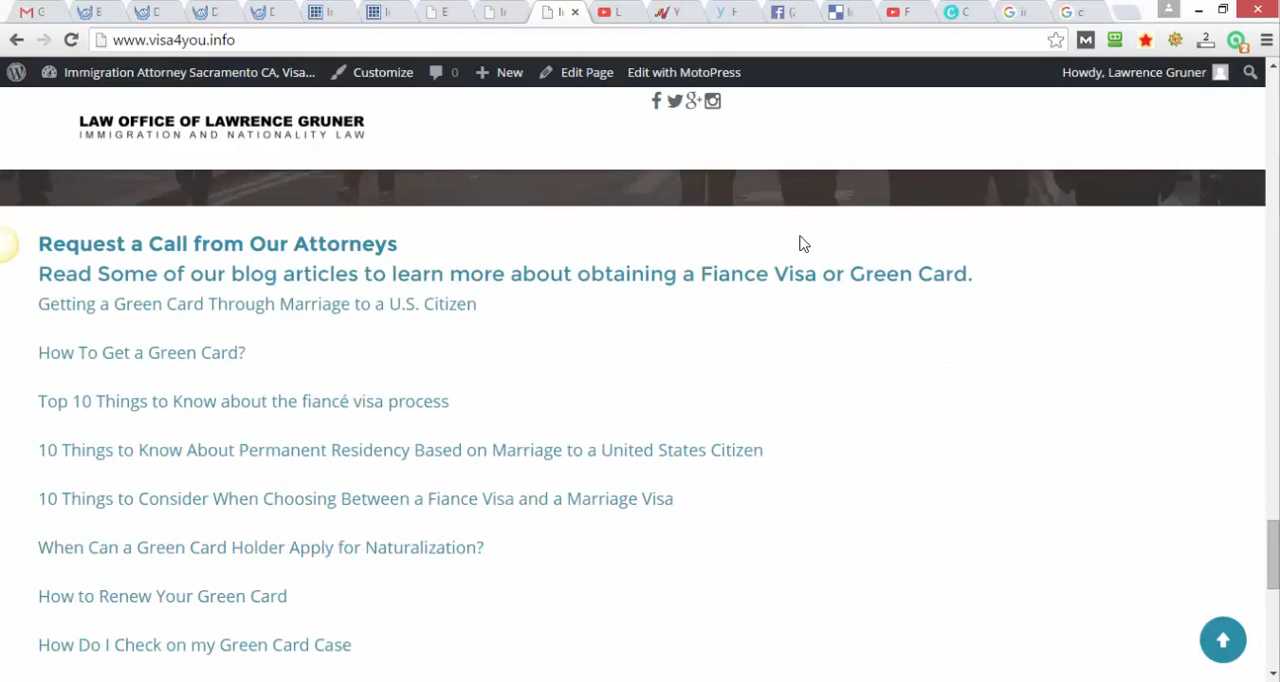 G
B
D
D
D
Ir
Ir
E
Ir
L
Y
F
C
www.visa4you.info
2
Immigration Attorney Sacramento CA, Visa...
Customize
0
New
Edit Page
Edit with MotoPress
Howdy, Lawrence Gruner
LAW OFFICE OF LAWRENCE GRUNER
IMMIGRATION AND NATIONALITY LAW
Request a Call from Our Attorneys
Read Some of our blog articles to learn more about obtaining a Fiance Visa or Green Card.
Getting a Green Card Through Marriage to a U.S. Citizen
How To Get a Green Card?
Top 10 Things to Know about the fiancé visa process
10 Things to Know About Permanent Residency Based on Marriage to a United States Citizen
10 Things to Consider When Choosing Between a Fiance Visa and a Marriage Visa
When Can a Green Card Holder Apply for Naturalization?
How to Renew Your Green Card
How Do I Check on my Green Card Case